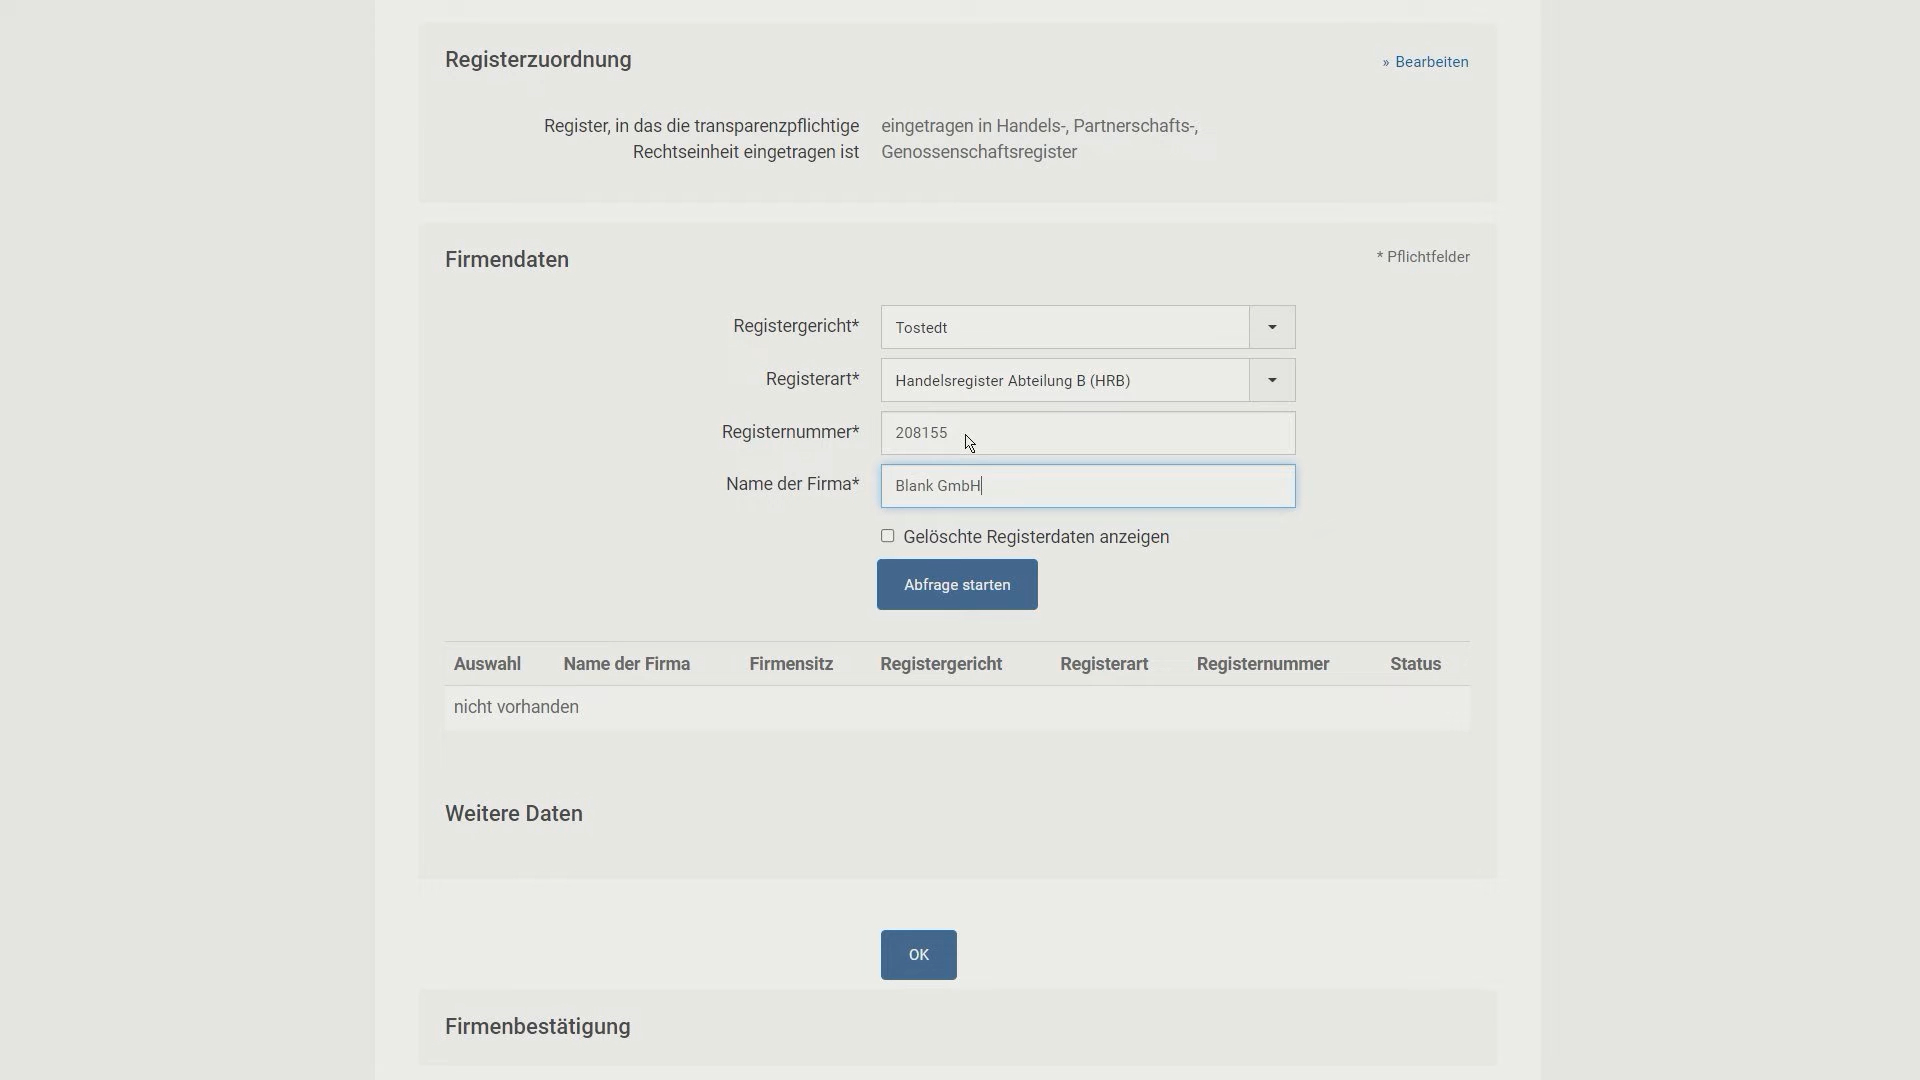 Registerzuordnung
» Bearbeiten
Register, in das die transparenzpflichtige
Rechtseinheit eingetragen ist
eingetragen in Handels-, Partnerschafts-,
Genossenschaftsregister
Firmendaten
* Pflichtfelder
Registergericht* Tostedt
Registerart* Handelsregister Abteilung B (HRB)
Registernummer* 208155
Name der Firma* Blank GmbH
Gelöschte Registerdaten anzeigen
Abfrage starten
Auswahl Name der Firma Firmensitz Registergericht Registerart Registernummer Status
nicht vorhanden
Weitere Daten
OK
Firmenbestätigung